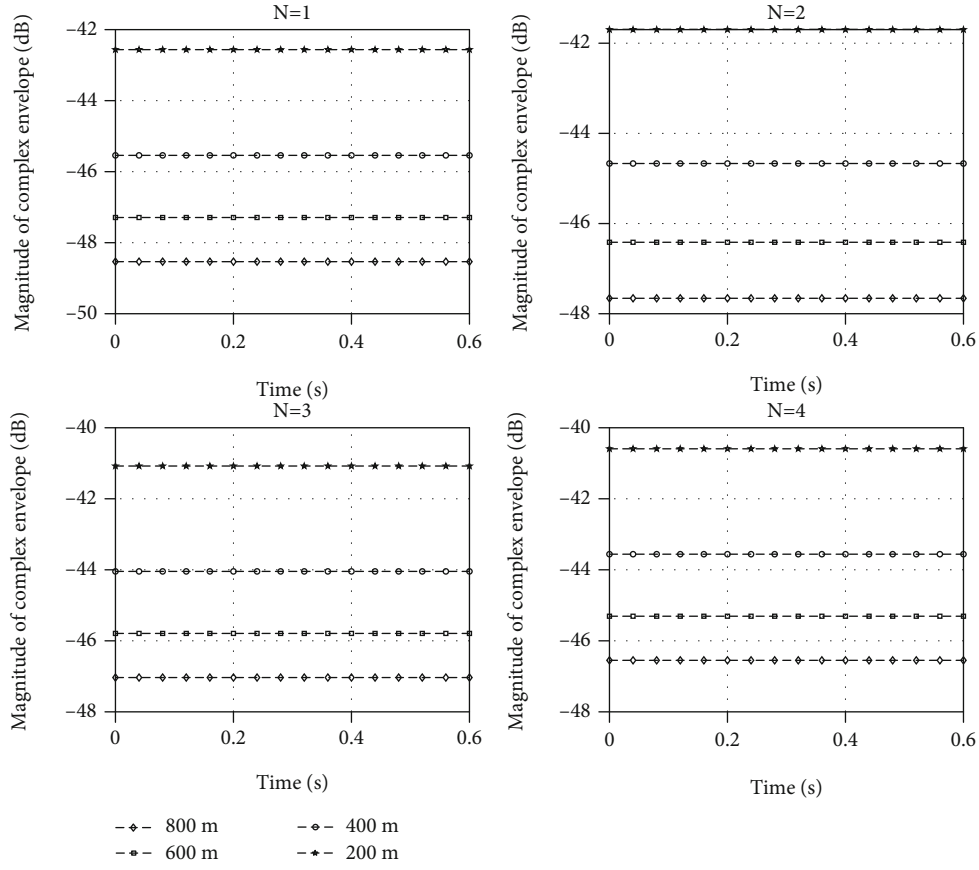 N=1
Magnitude of complex envelope (dB)
−42
−44
−46
−48
−50
0 0.2 0.4 0.6
Time (s)
N=2
Magnitude of complex envelope (dB)
−42
−44
−46
−48
0 0.2 0.4 0.6
Time (s)
N=3
Magnitude of complex envelope (dB)
−40
−42
−44
−46
−48
0 0.2 0.4 0.6
Time (s)
N=4
Magnitude of complex envelope (dB)
−40
−42
−44
−46
−48
0 0.2 0.4 0.6
Time (s)
800 m
600 m
400 m
200 m